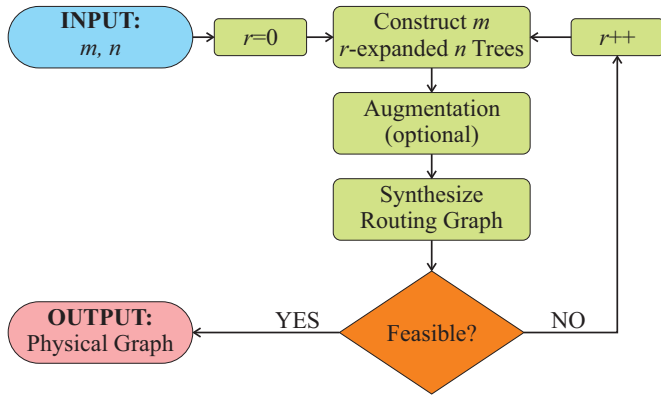 INPUT:
m, n
r=0
Construct m
r-expanded n Trees
r++
Augmentation
(optional)
Synthesize
Routing Graph
Feasible?
YES
NO
OUTPUT:
Physical Graph